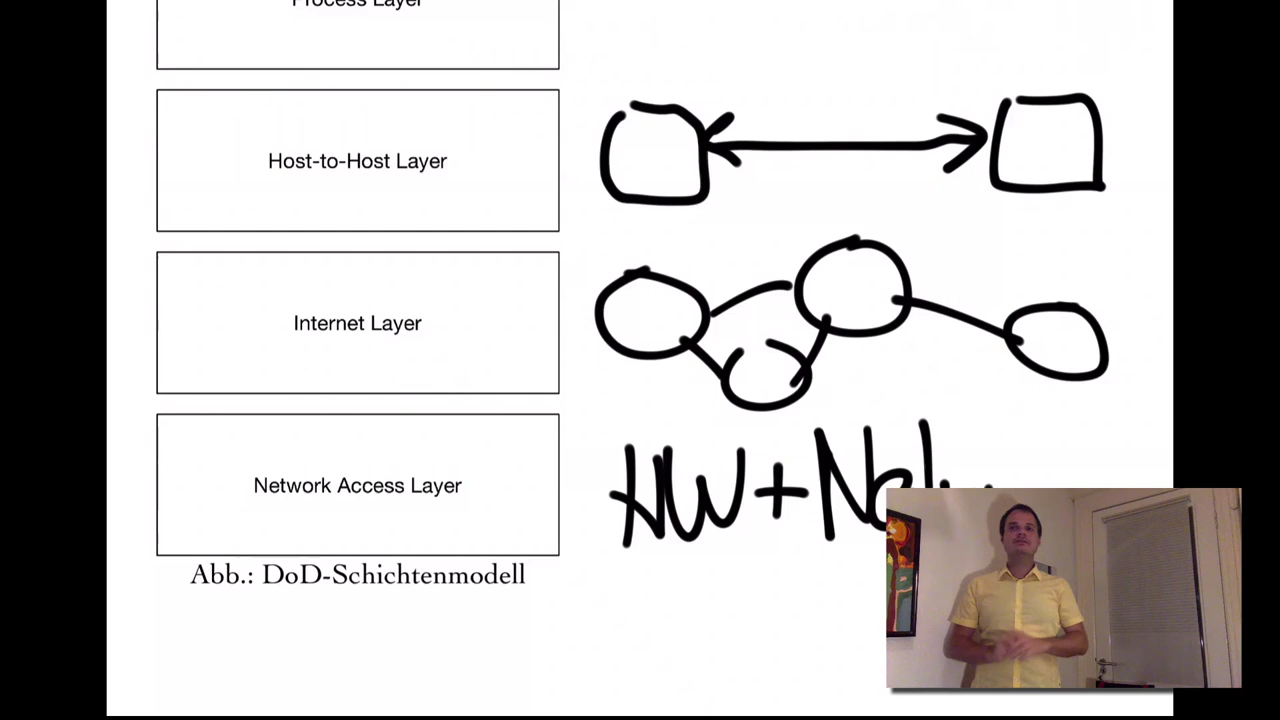 Process Layer
Host-to-Host Layer
Internet Layer
Network Access Layer
HW +
Abb.: DoD-Schichtenmodell